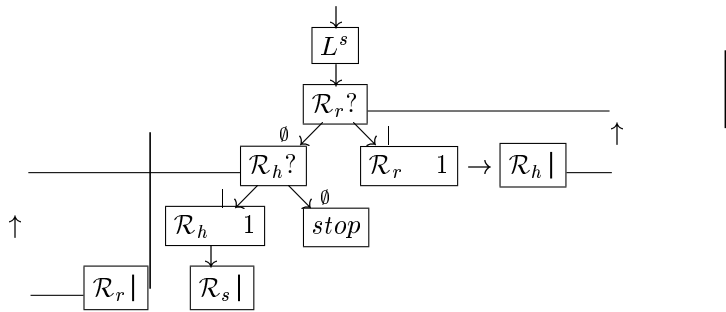 L^s
ℛ_r?
∅ |
ℛ_h? ℛ_r 1 → ℛ_h |
| ∅
↑ ↑
ℛ_h 1 stop
ℛ_r | ℛ_s |